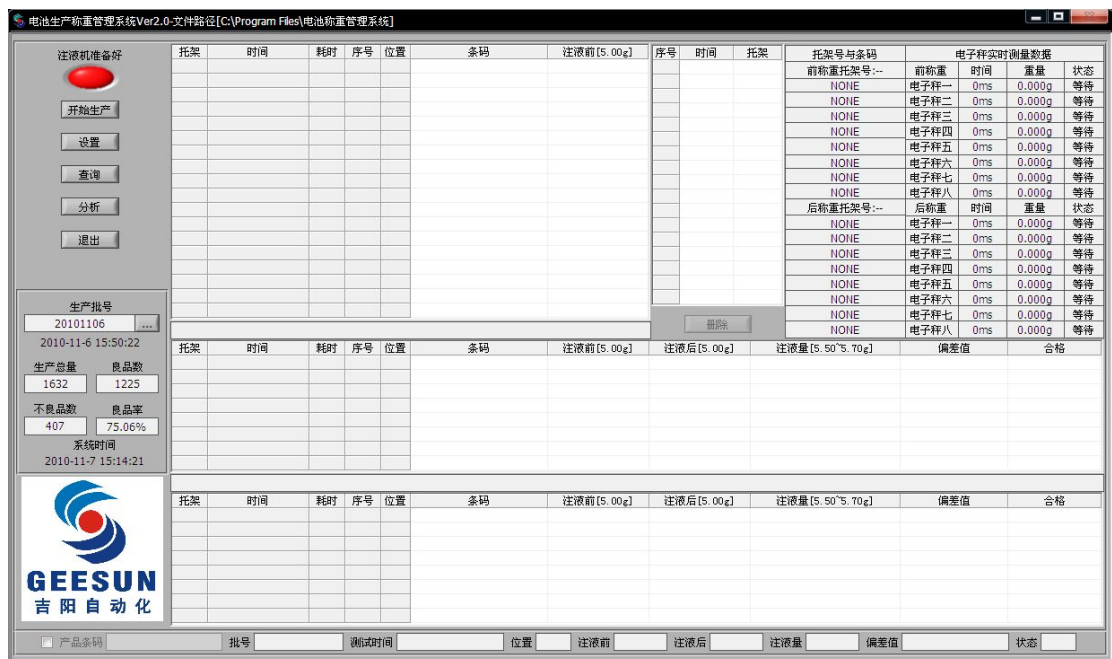 电池生产称重管理系统Ver2.0-文件路径[C:\Program Files\电池称重管理系统]
注液机准备好
开始生产
设置
查询
分析
退出
生产批号
20101106 ...
2010-11-6 15:50:22
生产总量 良品数
1632 1225
不良品数 良品率
407 75.06%
系统时间
2010-11-7 15:14:21
GEESUN
吉阳自动化
托架 时间 耗时 序号 位置 条码 注液前[5.00g]
序号 时间 托架
删除
托架号与条码 电子秤实时测量数据
前称重托架号:-- 前称重 时间 重量 状态
NONE 电子秤一 0ms 0.000g 等待
NONE 电子秤二 0ms 0.000g 等待
NONE 电子秤三 0ms 0.000g 等待
NONE 电子秤四 0ms 0.000g 等待
NONE 电子秤五 0ms 0.000g 等待
NONE 电子秤六 0ms 0.000g 等待
NONE 电子秤七 0ms 0.000g 等待
NONE 电子秤八 0ms 0.000g 等待
后称重托架号:-- 后称重 时间 重量 状态
NONE 电子秤一 0ms 0.000g 等待
NONE 电子秤二 0ms 0.000g 等待
NONE 电子秤三 0ms 0.000g 等待
NONE 电子秤四 0ms 0.000g 等待
NONE 电子秤五 0ms 0.000g 等待
NONE 电子秤六 0ms 0.000g 等待
NONE 电子秤七 0ms 0.000g 等待
NONE 电子秤八 0ms 0.000g 等待
托架 时间 耗时 序号 位置 条码 注液前[5.00g] 注液后[5.00g] 注液量[5.50~5.70g] 偏差值 合格
托架 时间 耗时 序号 位置 条码 注液前[5.00g] 注液后[5.00g] 注液量[5.50~5.70g] 偏差值 合格
产品条码 批号 测试时间 位置 注液前 注液后 注液量 偏差值 状态